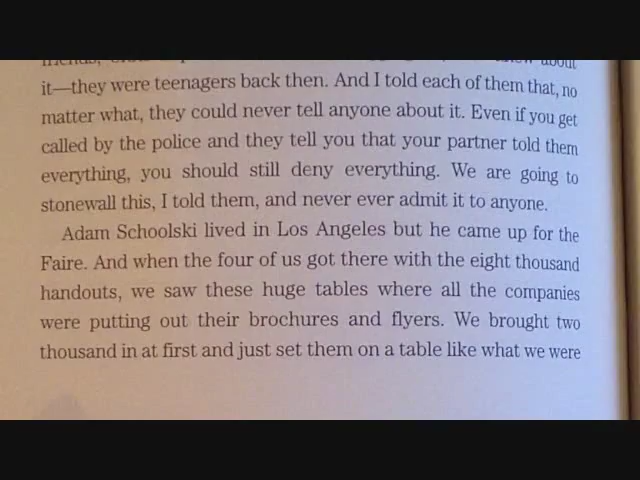 about
it—they were teenagers back then. And I told each of them that, no
matter what, they could never tell anyone about it. Even if you get
called by the police and they tell you that your partner told them
everything, you should still deny everything. We are going to
stonewall this, I told them, and never ever admit it to anyone.
Adam Schoolski lived in Los Angeles but he came up for the
Faire. And when the four of us got there with the eight thousand
handouts, we saw these huge tables where all the companies
were putting out their brochures and flyers. We brought two
thousand in at first and just set them on a table like what we were